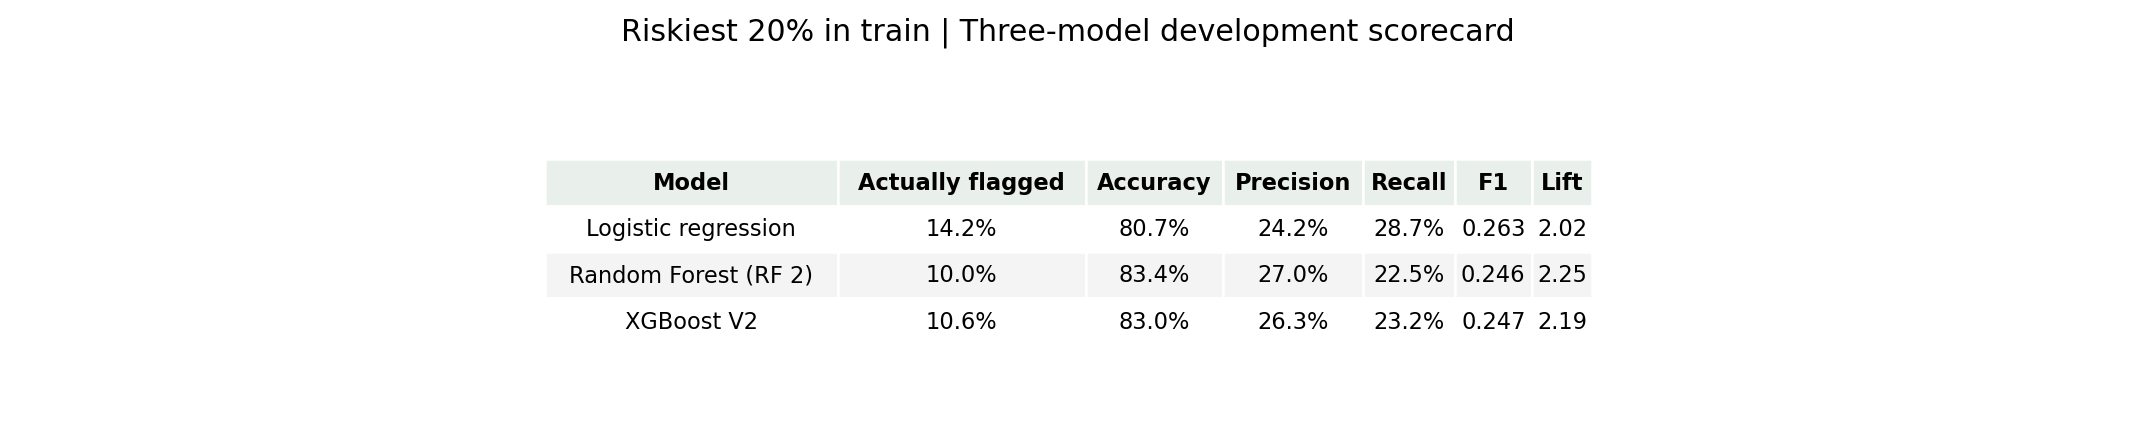 Riskiest 20% in train | Three-model development scorecard
Model Actually flagged Accuracy Precision Recall F1 Lift
Logistic regression 14.2% 80.7% 24.2% 28.7% 0.263 2.02
Random Forest (RF 2) 10.0% 83.4% 27.0% 22.5% 0.246 2.25
XGBoost V2 10.6% 83.0% 26.3% 23.2% 0.247 2.19